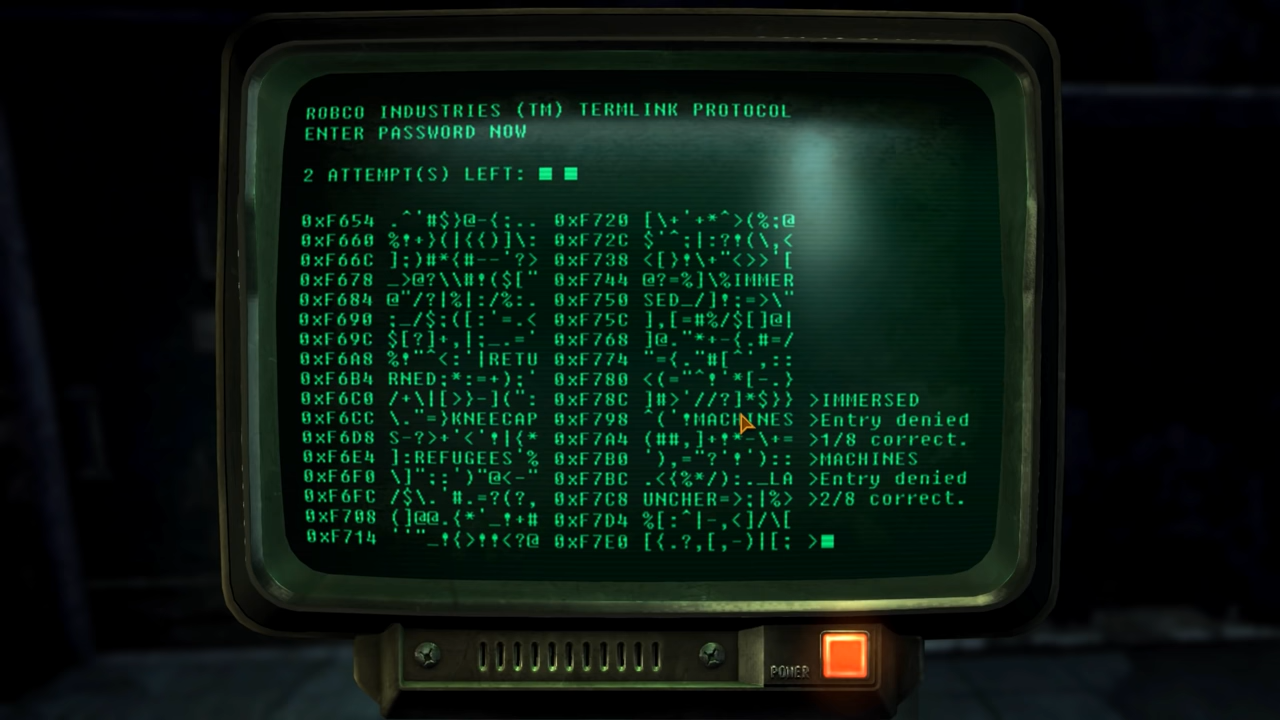 ROBCO INDUSTRIES (TM) TERMLINK PROTOCOL
ENTER PASSWORD NOW
2 ATTEMPT(S) LEFT: ■ ■
0xF654 .^'#$}@-{;.. 0xF720 [\+'+*^>(%;@
0xF660 %!+)(|{{)]\: 0xF72C $'^;|:?!(\,<
0xF66C ];)#*{#--'?> 0xF738 <[}!\+"<>>'[
0xF678 _>@?\\#!($[" 0xF744 @?=%]\%IMMER
0xF684 @"/?|%|:/%:. 0xF750 SED_/]!;=>\"
0xF690 ;_/$;([:'=.< 0xF75C ],[=#%/$[]@|
0xF69C $[?]+,|;_.=' 0xF768 ]@."*+-{.#=/
0xF6A8 %!"^<:'|RETU 0xF774 "={."#[^',::
0xF6B4 RNED;*:=+);' 0xF780 <(="^!'*[-.}
0xF6C0 /+\|[>}-](": 0xF78C ]#>'//?]*$}} >IMMERSED
0xF6CC \."=}KNEECAP 0xF798 ^('!MACHINES >Entry denied
0xF6D8 S-?>+'<'!|{* 0xF7A4 (##,]+!*-\+= >1/8 correct.
0xF6E4 ]:REFUGEES'% 0xF7B0 '),="?'!'):: >MACHINES
0xF6F0 \]":;')"@<-" 0xF7BC .<{%*/):._LA >Entry denied
0xF6FC /$\.'#.=?(?, 0xF7C8 UNCHER=>;|%> >2/8 correct.
0xF708 (]@@.{*'_!+# 0xF7D4 %[:^|-,<]/\[
0xF714 ''"_!{>!!<?@ 0xF7E0 [{.?,[,-)|[; >■
POWER